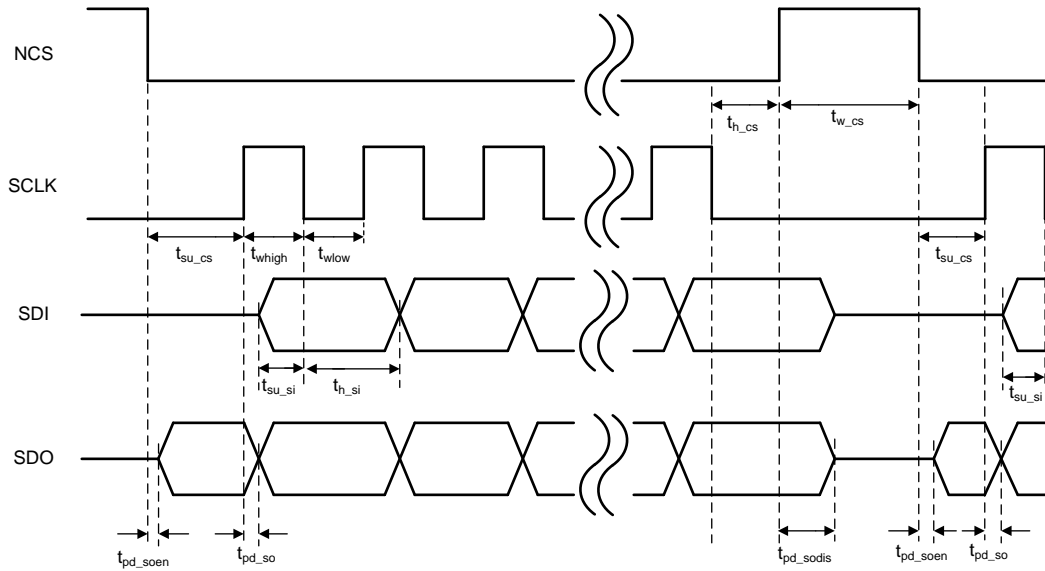 NCS
t_h_cs
t_w_cs
SCLK
t_su_cs
t_whigh
t_wlow
t_su_cs
SDI
t_su_si
t_h_si
t_su_si
SDO
t_pd_soen
t_pd_so
t_pd_sodis
t_pd_soen
t_pd_so